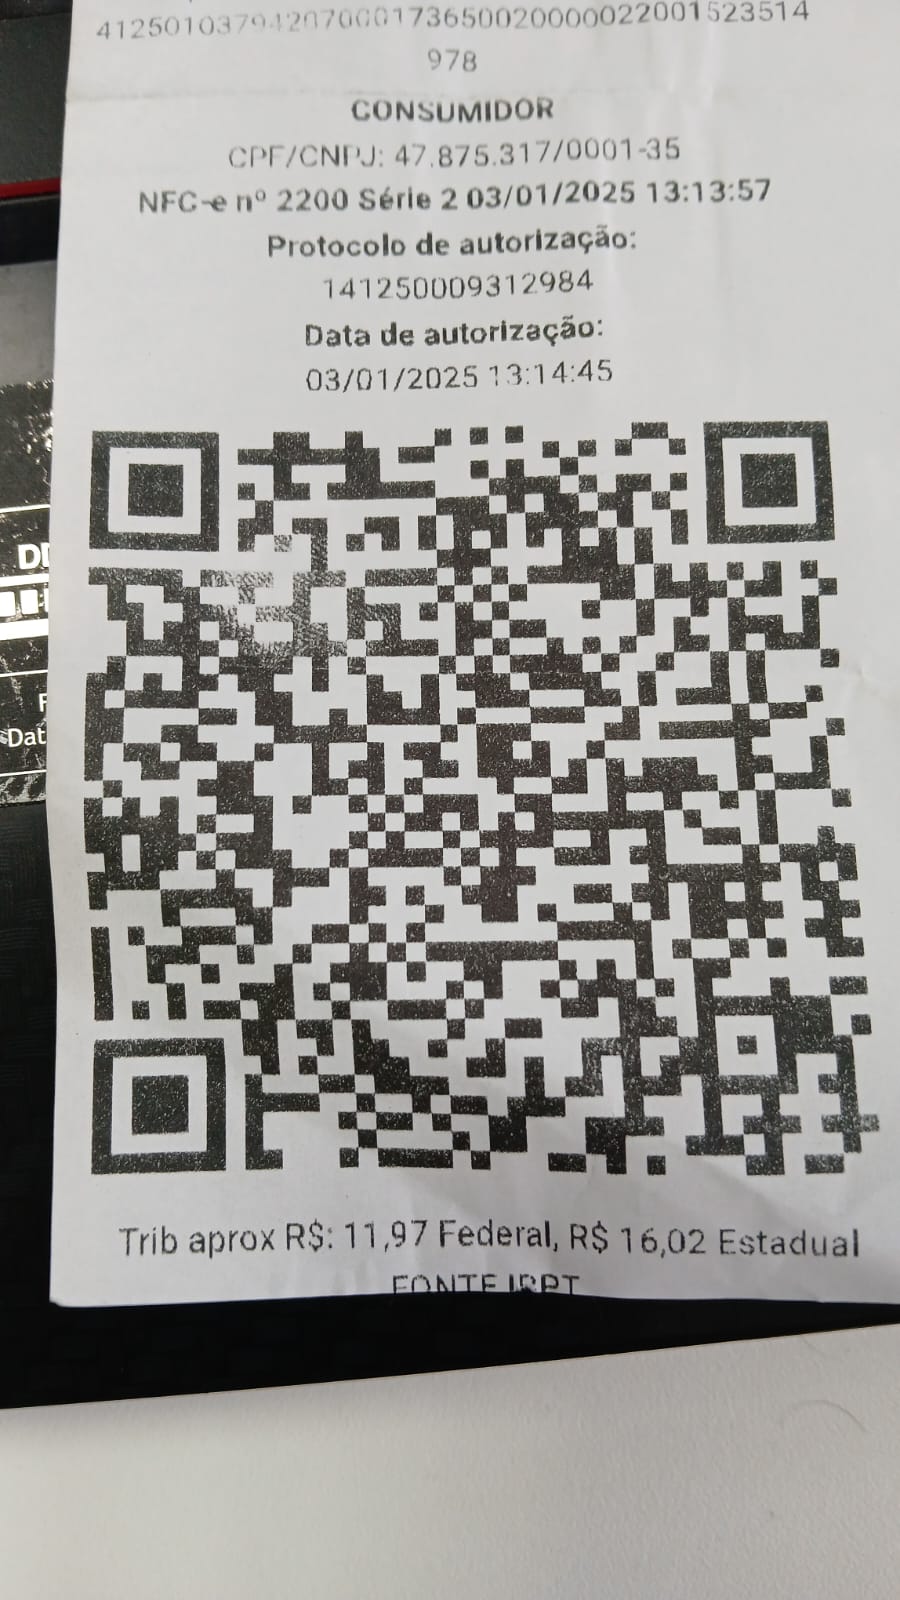 41250103794207000173650020000022001523514
978
CONSUMIDOR
CPF/CNPJ: 47.875.317/0001-35
NFC-e nº 2200 Série 2 03/01/2025 13:13:57
Protocolo de autorização:
141250009312984
Data de autorização:
03/01/2025 13:14:45
Trib aprox R$: 11,97 Federal, R$ 16,02 Estadual
FONTE IBPT